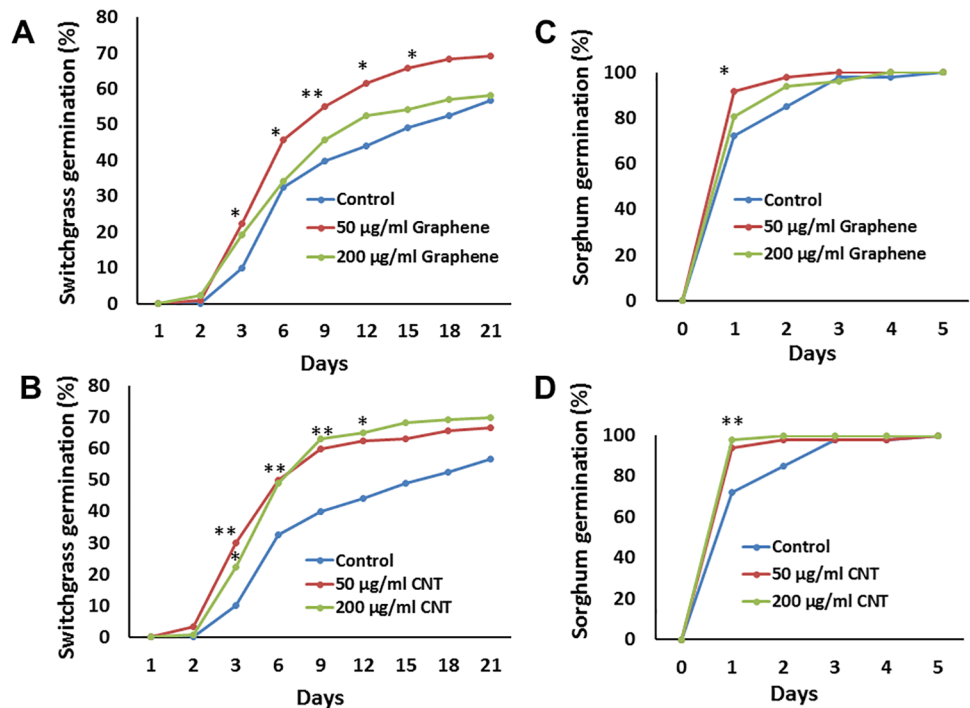 A
Switchgrass germination (%)
80
70
60
50
40
30
20
10
0
*
*
**
*
*
Control
50 µg/ml Graphene
200 µg/ml Graphene
1 2 3 6 9 12 15 18 21
Days
B
Switchgrass germination (%)
80
70
60
50
40
30
20
10
0
**
*
**
**
*
Control
50 µg/ml CNT
200 µg/ml CNT
1 2 3 6 9 12 15 18 21
Days
C
Sorghum germination (%)
100
80
60
40
20
0
*
Control
50 µg/ml Graphene
200 µg/ml Graphene
0 1 2 3 4 5
Days
D
Sorghum germination (%)
100
80
60
40
20
0
**
Control
50 µg/ml CNT
200 µg/ml CNT
0 1 2 3 4 5
Days